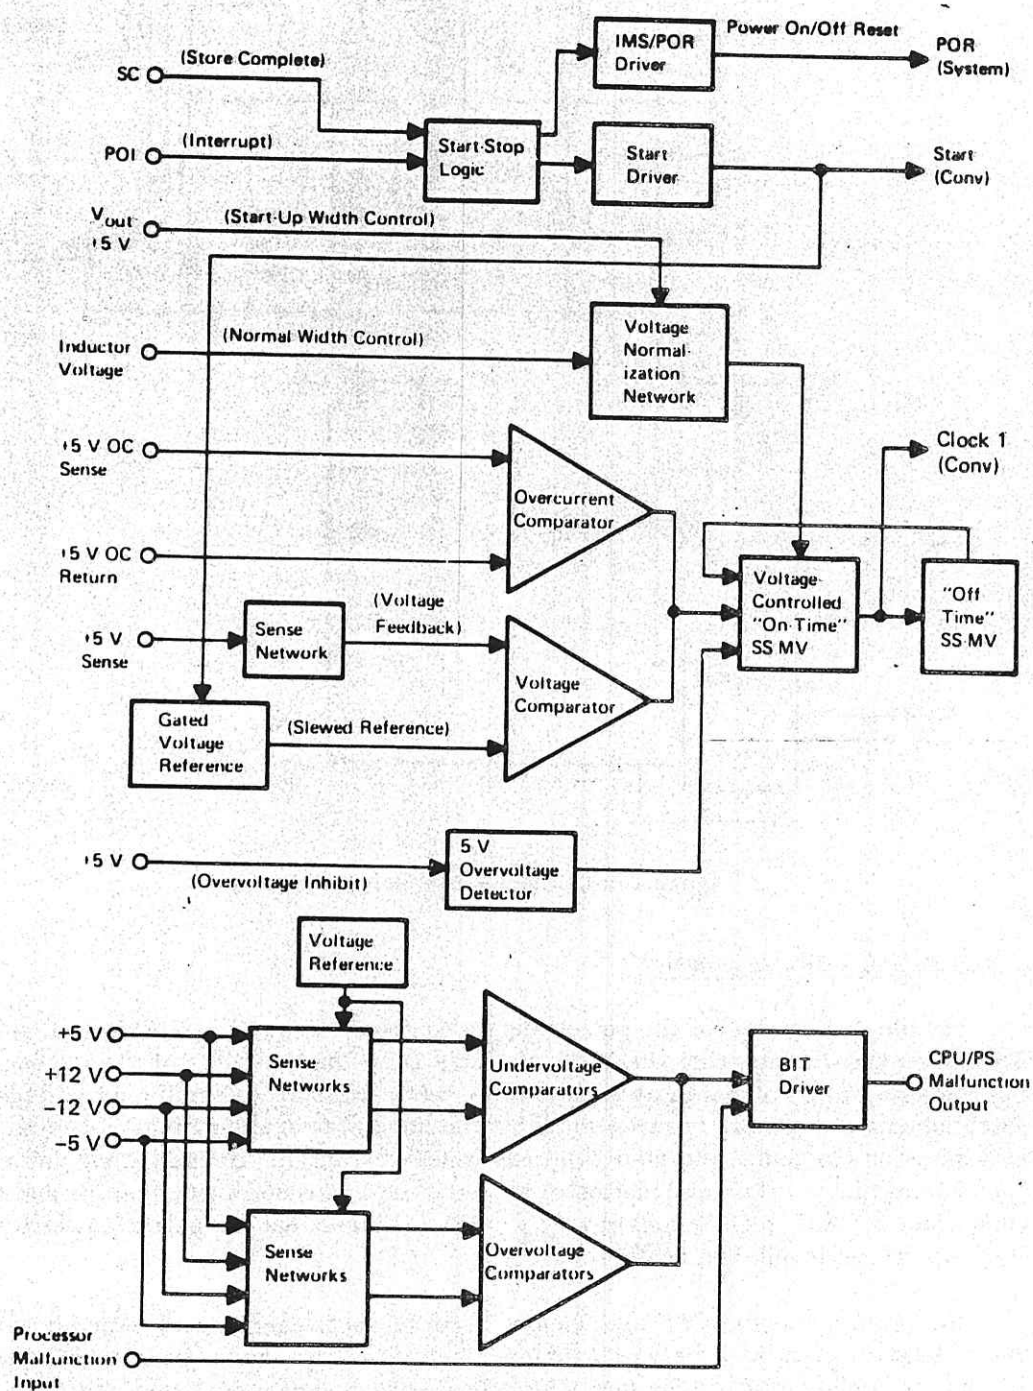 Power On/Off Reset
IMS/POR
Driver
POR
(System)
(Store Complete)
SC
POI
(Interrupt)
Start-Stop
Logic
Start
Driver
Start
(Conv)
Vout
+5 V
(Start-Up Width Control)
Inductor
Voltage
(Normal Width Control)
Voltage
Normal-
ization
Network
+5 V OC
Sense
Overcurrent
Comparator
Clock 1
(Conv)
+5 V OC
Return
Voltage-
Controlled
"On-Time"
SS-MV
"Off
Time"
SS-MV
+5 V
Sense
Sense
Network
(Voltage
Feedback)
Voltage
Comparator
Gated
Voltage
Reference
(Slewed Reference)
+5 V
(Overvoltage Inhibit)
5 V
Overvoltage
Detector
Voltage
Reference
+5 V
+12 V
-12 V
-5 V
Sense
Networks
Undervoltage
Comparators
BIT
Driver
CPU/PS
Malfunction
Output
Sense
Networks
Overvoltage
Comparators
Processor
Malfunction
Input